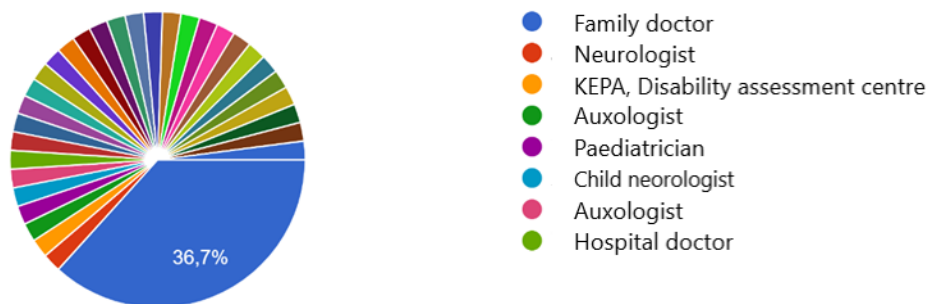 36,7%
Family doctor
Neurologist
KEPA, Disability assessment centre
Auxologist
Paediatrician
Child neorologist
Auxologist
Hospital doctor